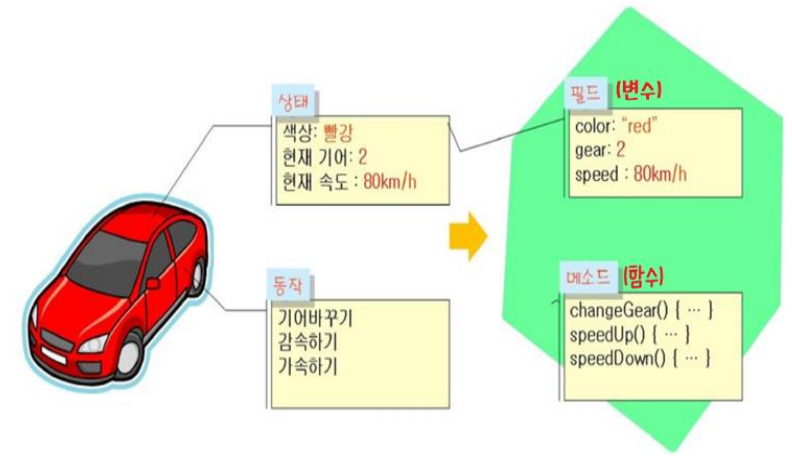 상태
색상: 빨강
현재 기어: 2
현재 속도 : 80km/h
동작
기어바꾸기
감속하기
가속하기
필드 (변수)
color: “red”
gear: 2
speed : 80km/h
메소드 (함수)
changeGear() { ⋯ }
speedUp() { ⋯ }
speedDown() { ⋯ }